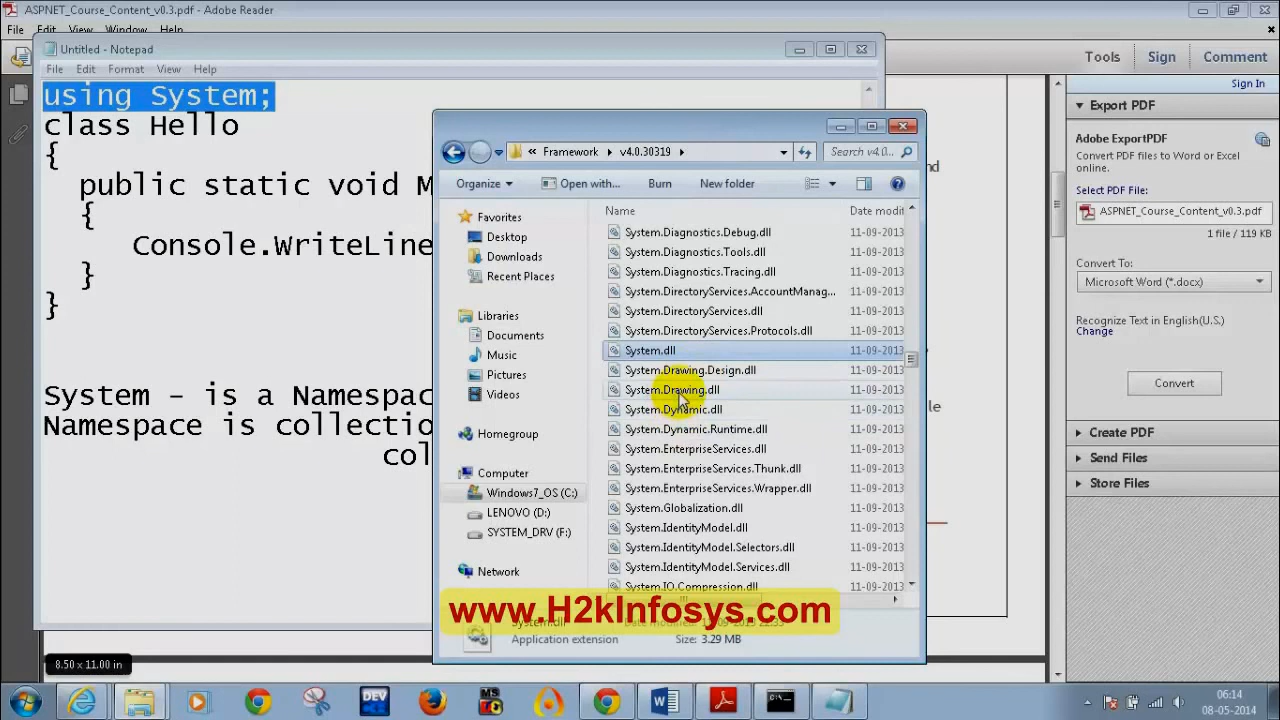 ASPNET_Course_Content_v0.3.pdf - Adobe Reader
File Edit View Window Help
Tools Sign Comment
Untitled - Notepad
File Edit Format View Help
using System;
class Hello
{
public static void M
{
Console.WriteLine
}
}
System - is a Namespac
Namespace is collectio
col
Framework v4.0.30319 Search v4.0...
Organize Open with... Burn New folder
Favorites
Desktop
Downloads
Recent Places
Libraries
Documents
Music
Pictures
Videos
Homegroup
Computer
Windows7_OS (C:)
LENOVO (D:)
SYSTEM_DRV (F:)
Network
Name Date modif
System.Diagnostics.Debug.dll 11-09-2013
System.Diagnostics.Tools.dll 11-09-2013
System.Diagnostics.Tracing.dll 11-09-2013
System.DirectoryServices.AccountManag... 11-09-2013
System.DirectoryServices.dll 11-09-2013
System.DirectoryServices.Protocols.dll 11-09-2013
System.dll 11-09-2013
System.Drawing.Design.dll 11-09-2013
System.Drawing.dll 11-09-2013
System.Dynamic.dll 11-09-2013
System.Dynamic.Runtime.dll 11-09-2013
System.EnterpriseServices.dll 11-09-2013
System.EnterpriseServices.Thunk.dll 11-09-2013
System.EnterpriseServices.Wrapper.dll 11-09-2013
System.Globalization.dll 11-09-2013
System.IdentityModel.dll 11-09-2013
System.IdentityModel.Selectors.dll 11-09-2013
System.IdentityModel.Services.dll 11-09-2013
System.IO.Compression.dll 11-09-2013
www.H2kInfosys.com
System.dll Date modified:
Application extension Size: 3.29 MB
Sign In
Export PDF
Adobe ExportPDF
Convert PDF files to Word or Excel
online.
Select PDF File:
ASPNET_Course_Content_v0.3.pdf
1 file / 119 KB
Convert To:
Microsoft Word (*.docx)
Recognize Text in English(U.S.)
Change
Convert
Create PDF
Send Files
Store Files
8.50 x 11.00 in
DEV
MS
06:14
08-05-2014